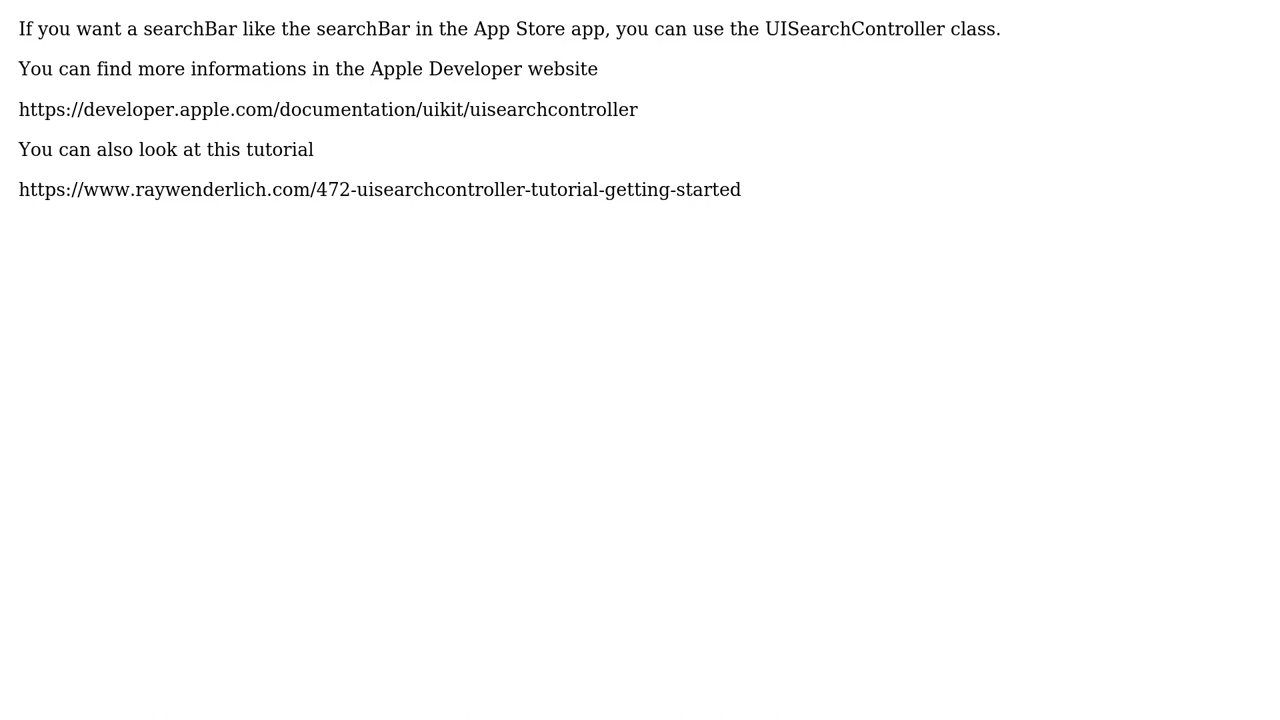 If you want a searchBar like the searchBar in the App Store app, you can use the UISearchController class.
You can find more informations in the Apple Developer website
https://developer.apple.com/documentation/uikit/uisearchcontroller
You can also look at this tutorial
https://www.raywenderlich.com/472-uisearchcontroller-tutorial-getting-started